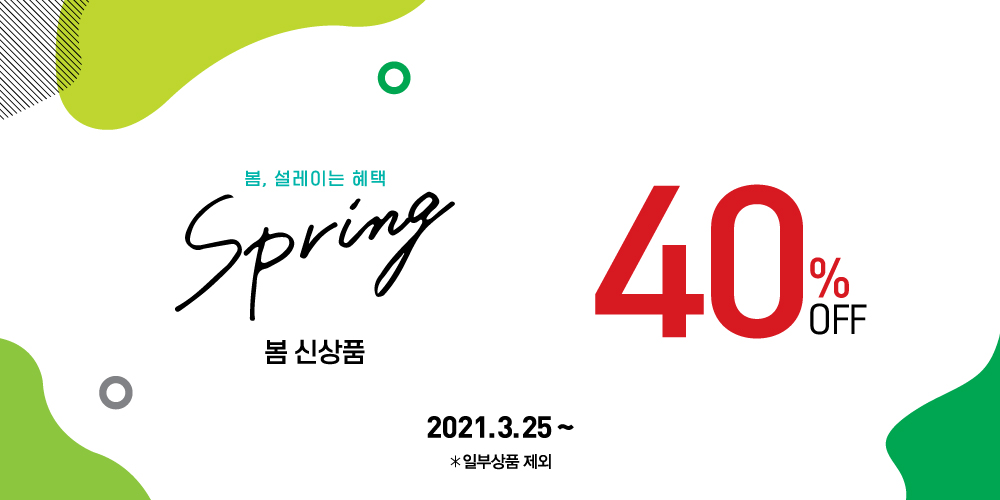 봄, 설레이는 혜택
Spring
봄 신상품
40%
OFF
2021.3.25~
*일부상품 제외